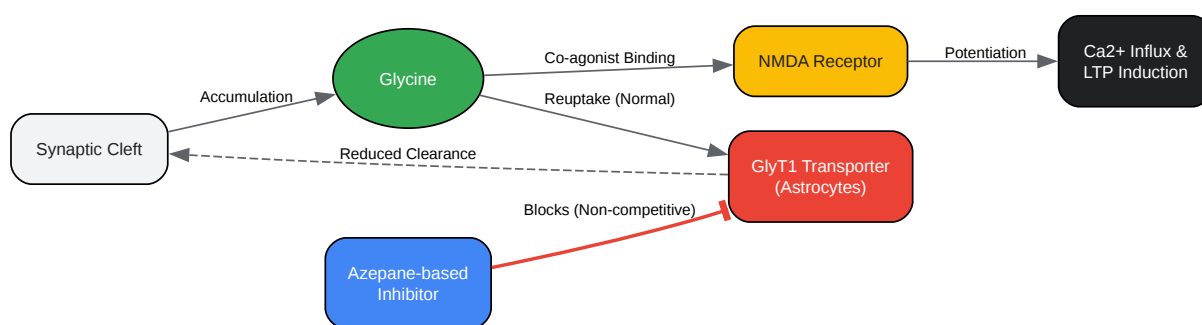 Synaptic Cleft
Accumulation
Glycine
Co-agonist Binding
Reuptake (Normal)
Reduced Clearance
NMDA Receptor
Potentiation
Ca2+ Influx &
LTP Induction
GlyT1 Transporter
(Astrocytes)
Blocks (Non-competitive)
Azepane-based
Inhibitor